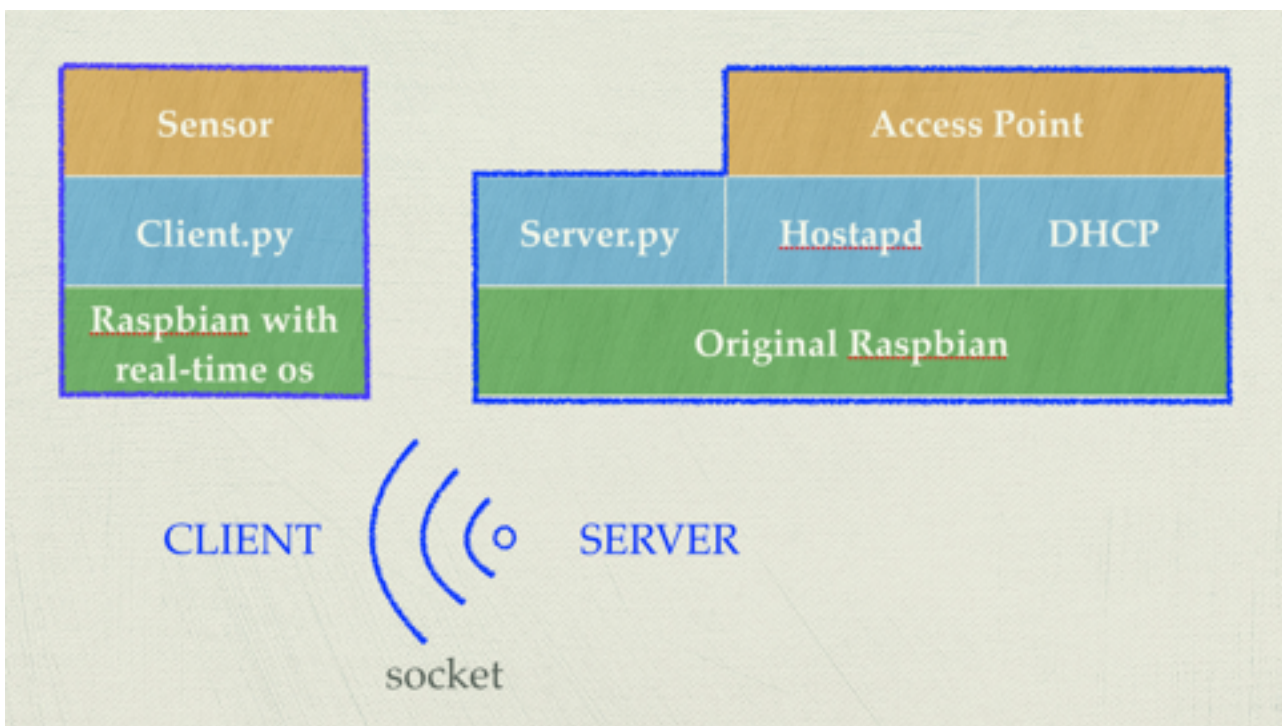 Sensor
Client.py
Raspbian with
real-time os
Access Point
Server.py
Hostapd
DHCP
Original Raspbian
CLIENT
SERVER
socket